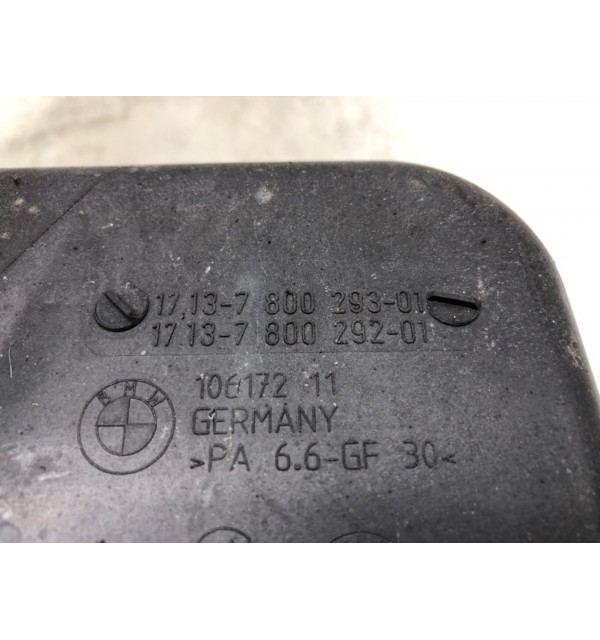 17.13-7 800 293-01
17 13-7 800 292-01
106172 11
BMW
GERMANY
>PA 6.6-GF 30<